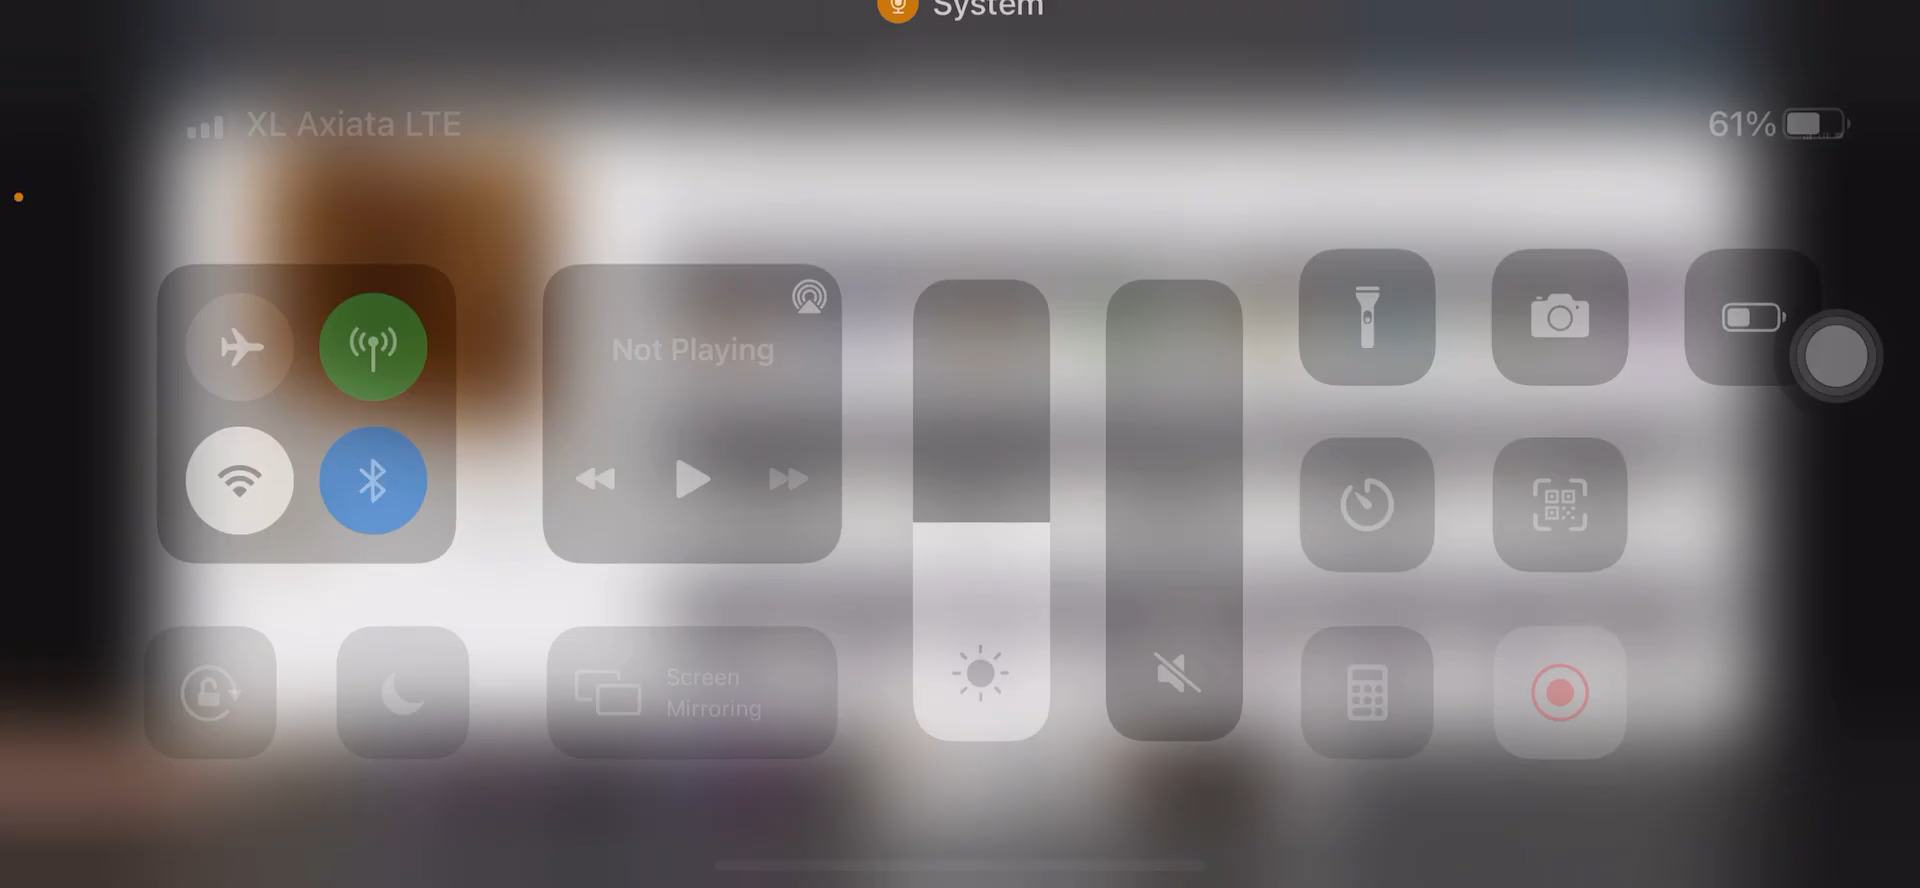 System
XL Axiata LTE
61%
Not Playing
Screen
Mirroring